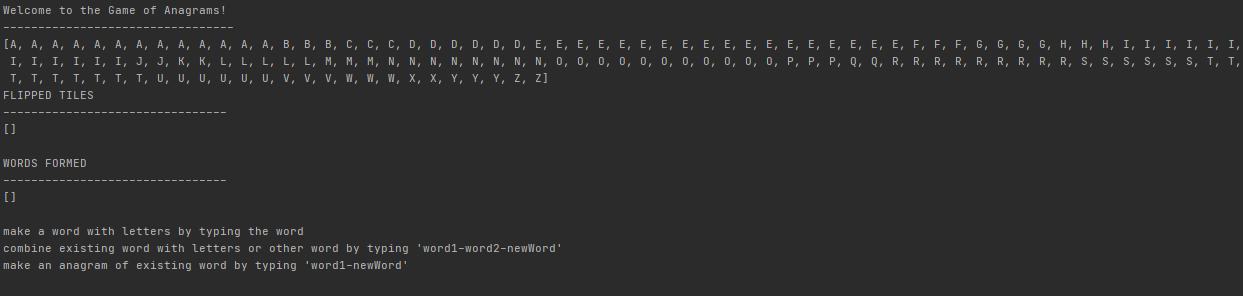 Welcome to the Game of Anagrams!
---------------------------------
[A, A, A, A, A, A, A, A, A, A, A, A, A, B, B, B, C, C, C, D, D, D, D, D, D, E, E, E, E, E, E, E, E, E, E, E, E, E, E, E, E, E, E, F, F, F, G, G, G, G, H, H, H, I, I, I, I, I, I,
I, I, I, I, I, I, J, J, K, K, L, L, L, L, L, M, M, M, N, N, N, N, N, N, N, N, O, O, O, O, O, O, O, O, O, O, O, P, P, P, Q, Q, R, R, R, R, R, R, R, R, R, S, S, S, S, S, S, T, T,
T, T, T, T, T, T, T, U, U, U, U, U, U, V, V, V, W, W, W, X, X, Y, Y, Y, Z, Z]
FLIPPED TILES
--------------------------------
[]
WORDS FORMED
--------------------------------
[]
make a word with letters by typing the word
combine existing word with letters or other word by typing 'word1-word2-newWord'
make an anagram of existing word by typing 'word1-newWord'